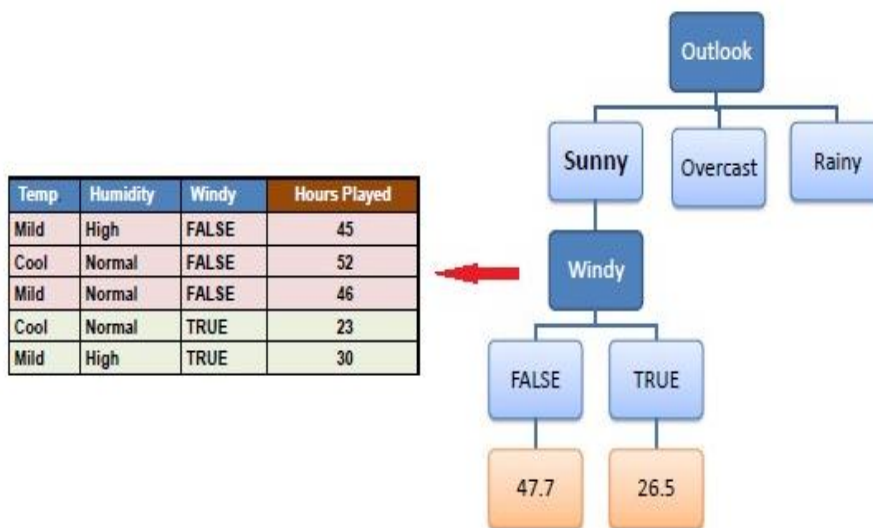 Outlook
Sunny Overcast Rainy
Temp Humidity Windy Hours Played
Mild High FALSE 45
Cool Normal FALSE 52
Mild Normal FALSE 46
Cool Normal TRUE 23
Mild High TRUE 30
Windy
FALSE TRUE
47.7 26.5